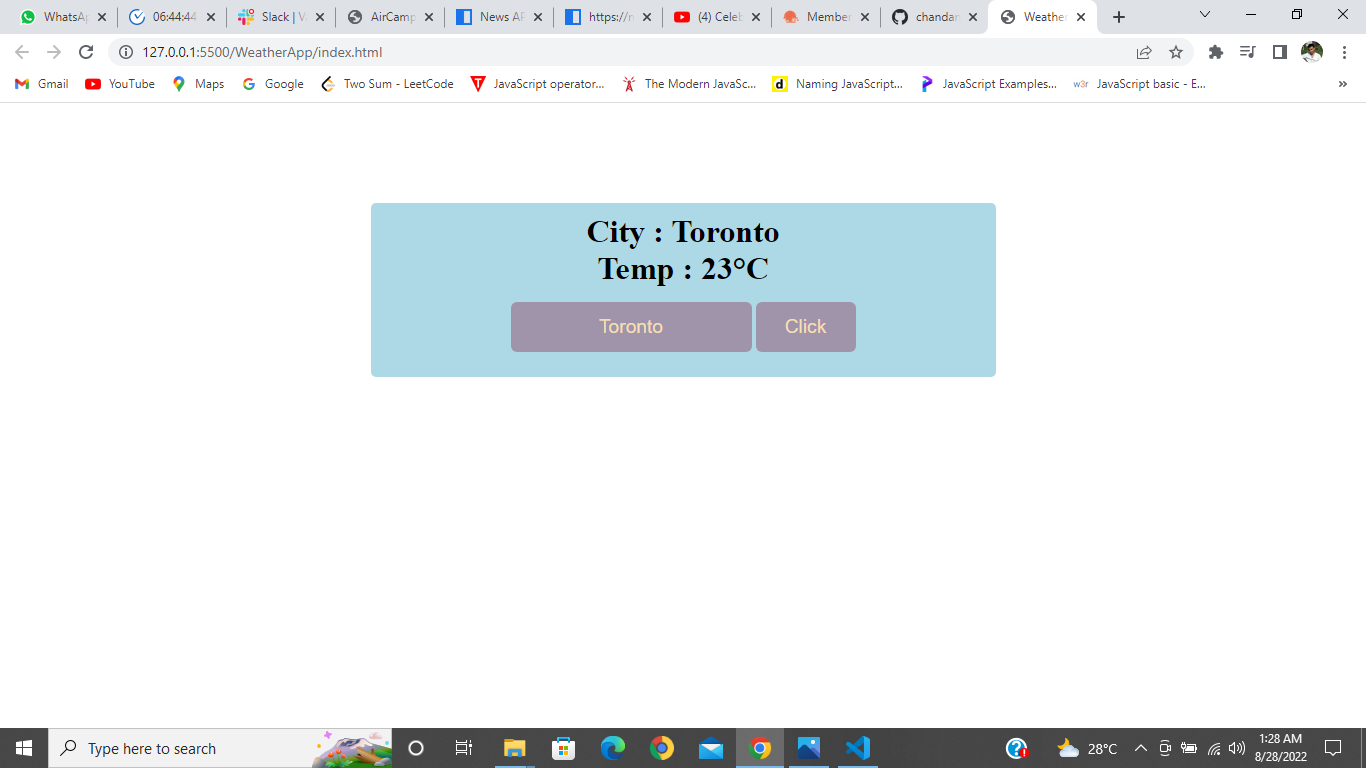 WhatsAp
06:44:44
Slack | V
AirCamp
News AP
https://n
(4) Celeb
Member
chandan
Weather
127.0.0.1:5500/WeatherApp/index.html
Gmail
YouTube
Maps
Google
Two Sum - LeetCode
JavaScript operator...
The Modern JavaSc...
Naming JavaScript...
JavaScript Examples...
w3r
JavaScript basic - E...
»
City : Toronto
Temp : 23°C
Toronto
Click
Type here to search
28°C
1:28 AM
8/28/2022